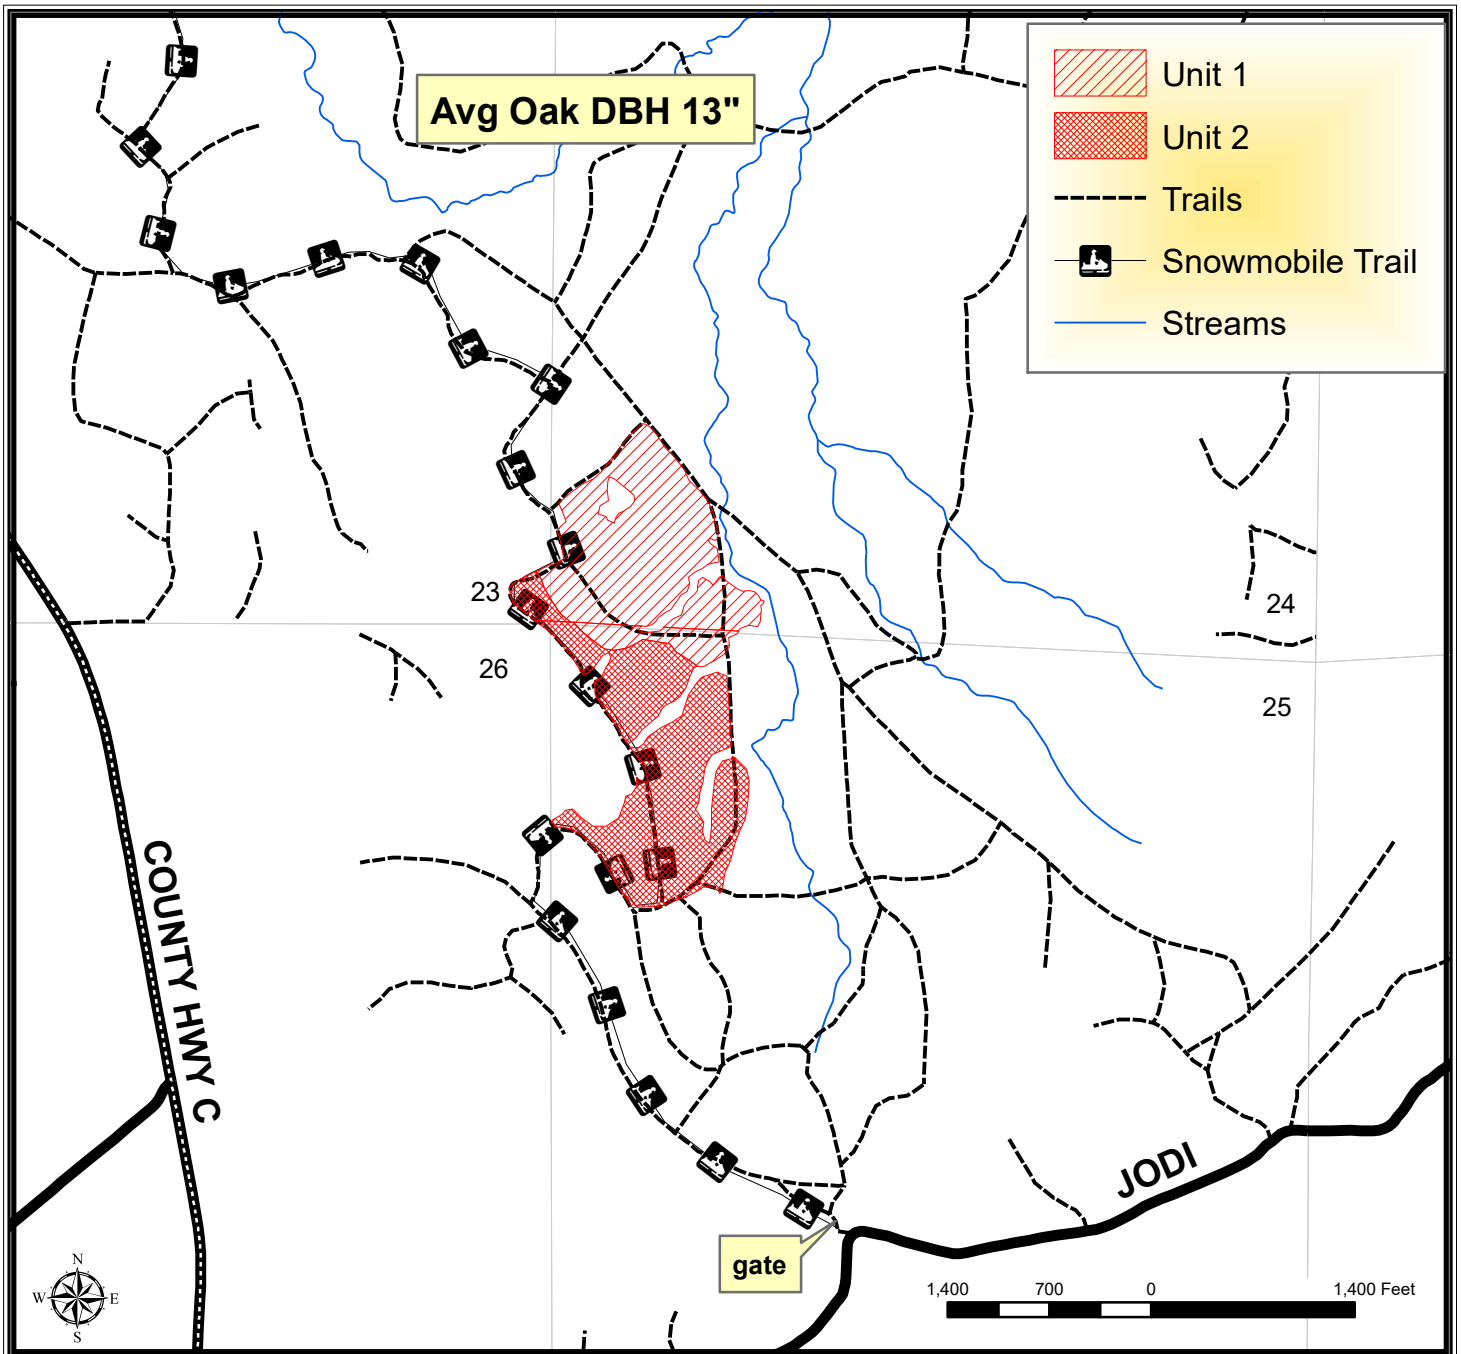 Avg Oak DBH 13"
Unit 1
Unit 2
Trails
Snowmobile Trail
Streams
23
24
26
25
COUNTY HWY C
JODI
gate
N
W E
S
1,400 700 0 1,400 Feet